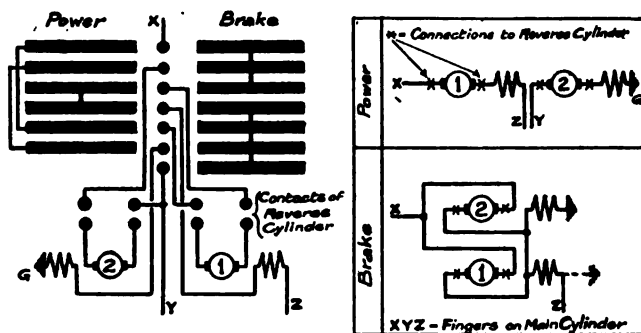 Power X Brake
Contacts of
Reverse
Cylinder
2
1
G
Y
Z
Power
x- Connections to Reverse Cylinder
1
2
Z Y
G
Brake
X
2
1
Z
XYZ - Fingers on Main Cylinder